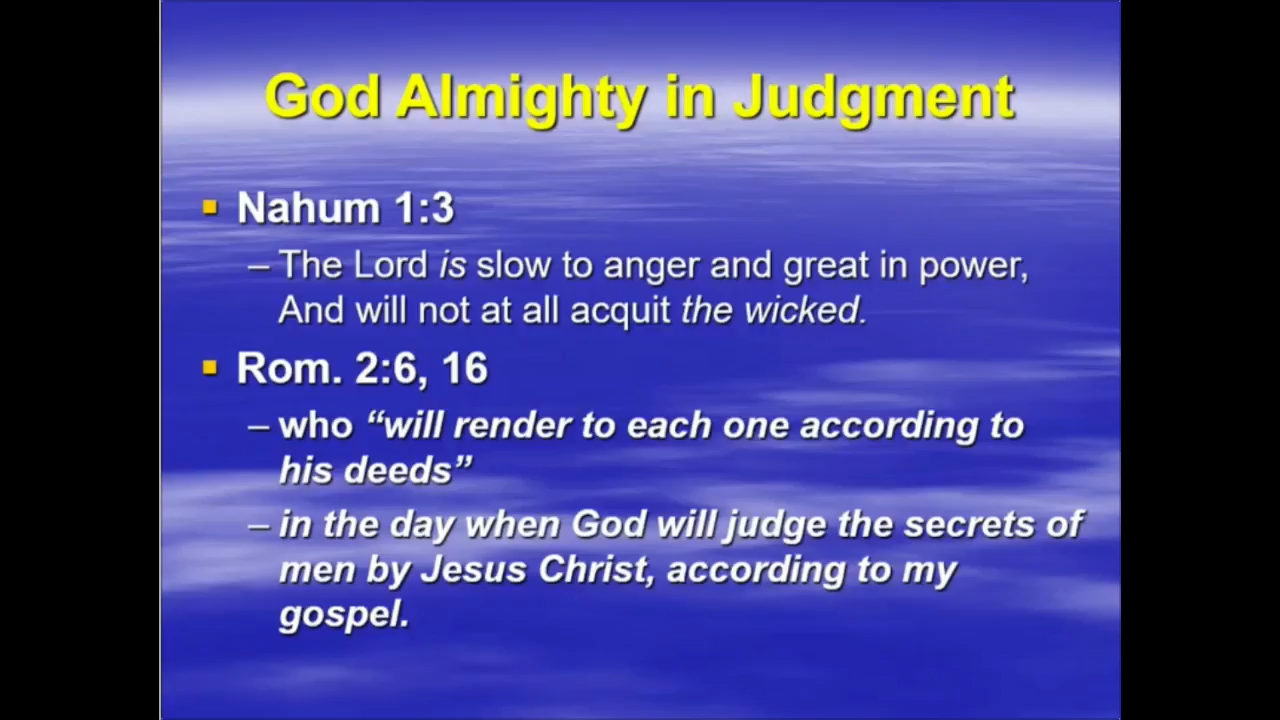 God Almighty in Judgment
Nahum 1:3
– The Lord is slow to anger and great in power,
And will not at all acquit the wicked.
Rom. 2:6, 16
– who “will render to each one according to
his deeds”
– in the day when God will judge the secrets of
men by Jesus Christ, according to my
gospel.